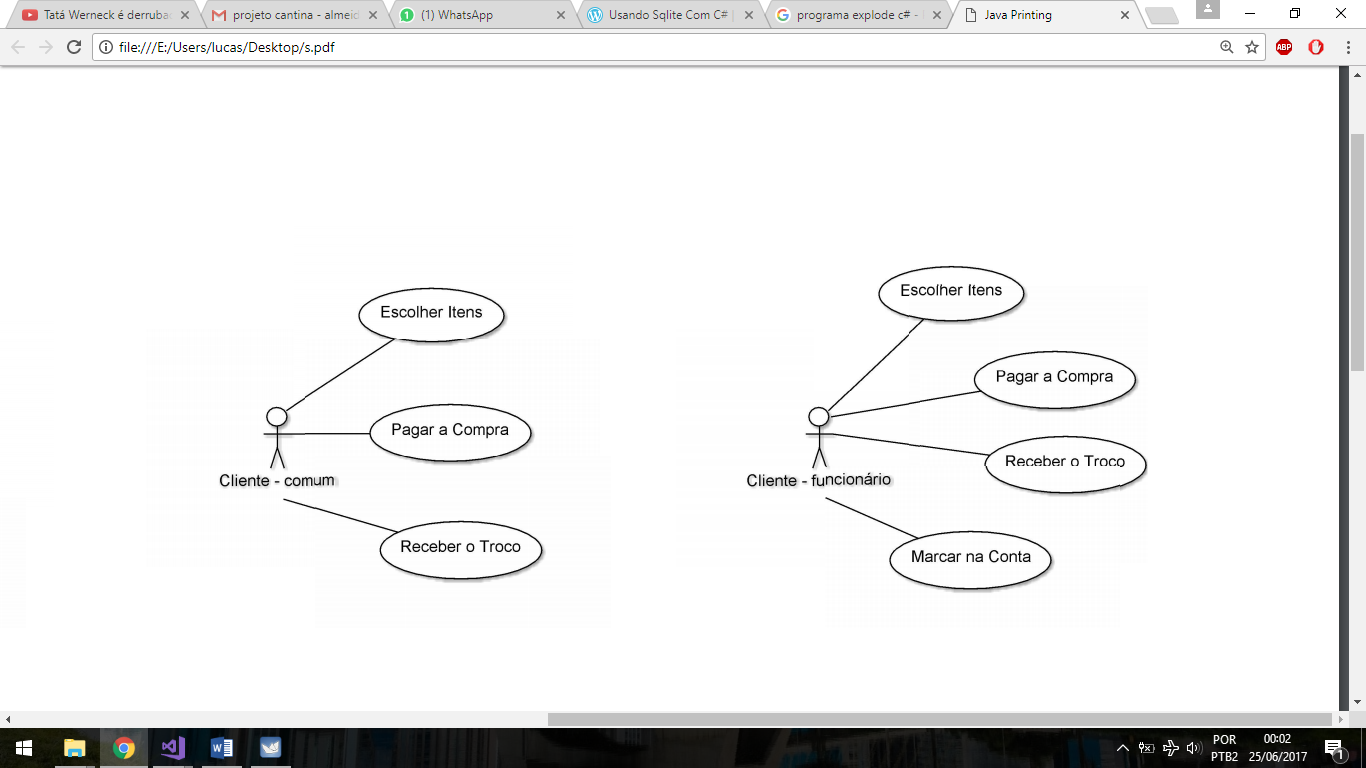 Tatá Werneck é derruba
projeto cantina - almeid
(1) WhatsApp
Usando Sqlite Com C# |
programa explode c# -
Java Printing
file:///E:/Users/lucas/Desktop/s.pdf
ABP
Escolher Itens
Pagar a Compra
Cliente - comum
Receber o Troco
Escolher Itens
Pagar a Compra
Receber o Troco
Cliente - funcionário
Marcar na Conta
POR
PTB2
00:02
25/06/2017
1